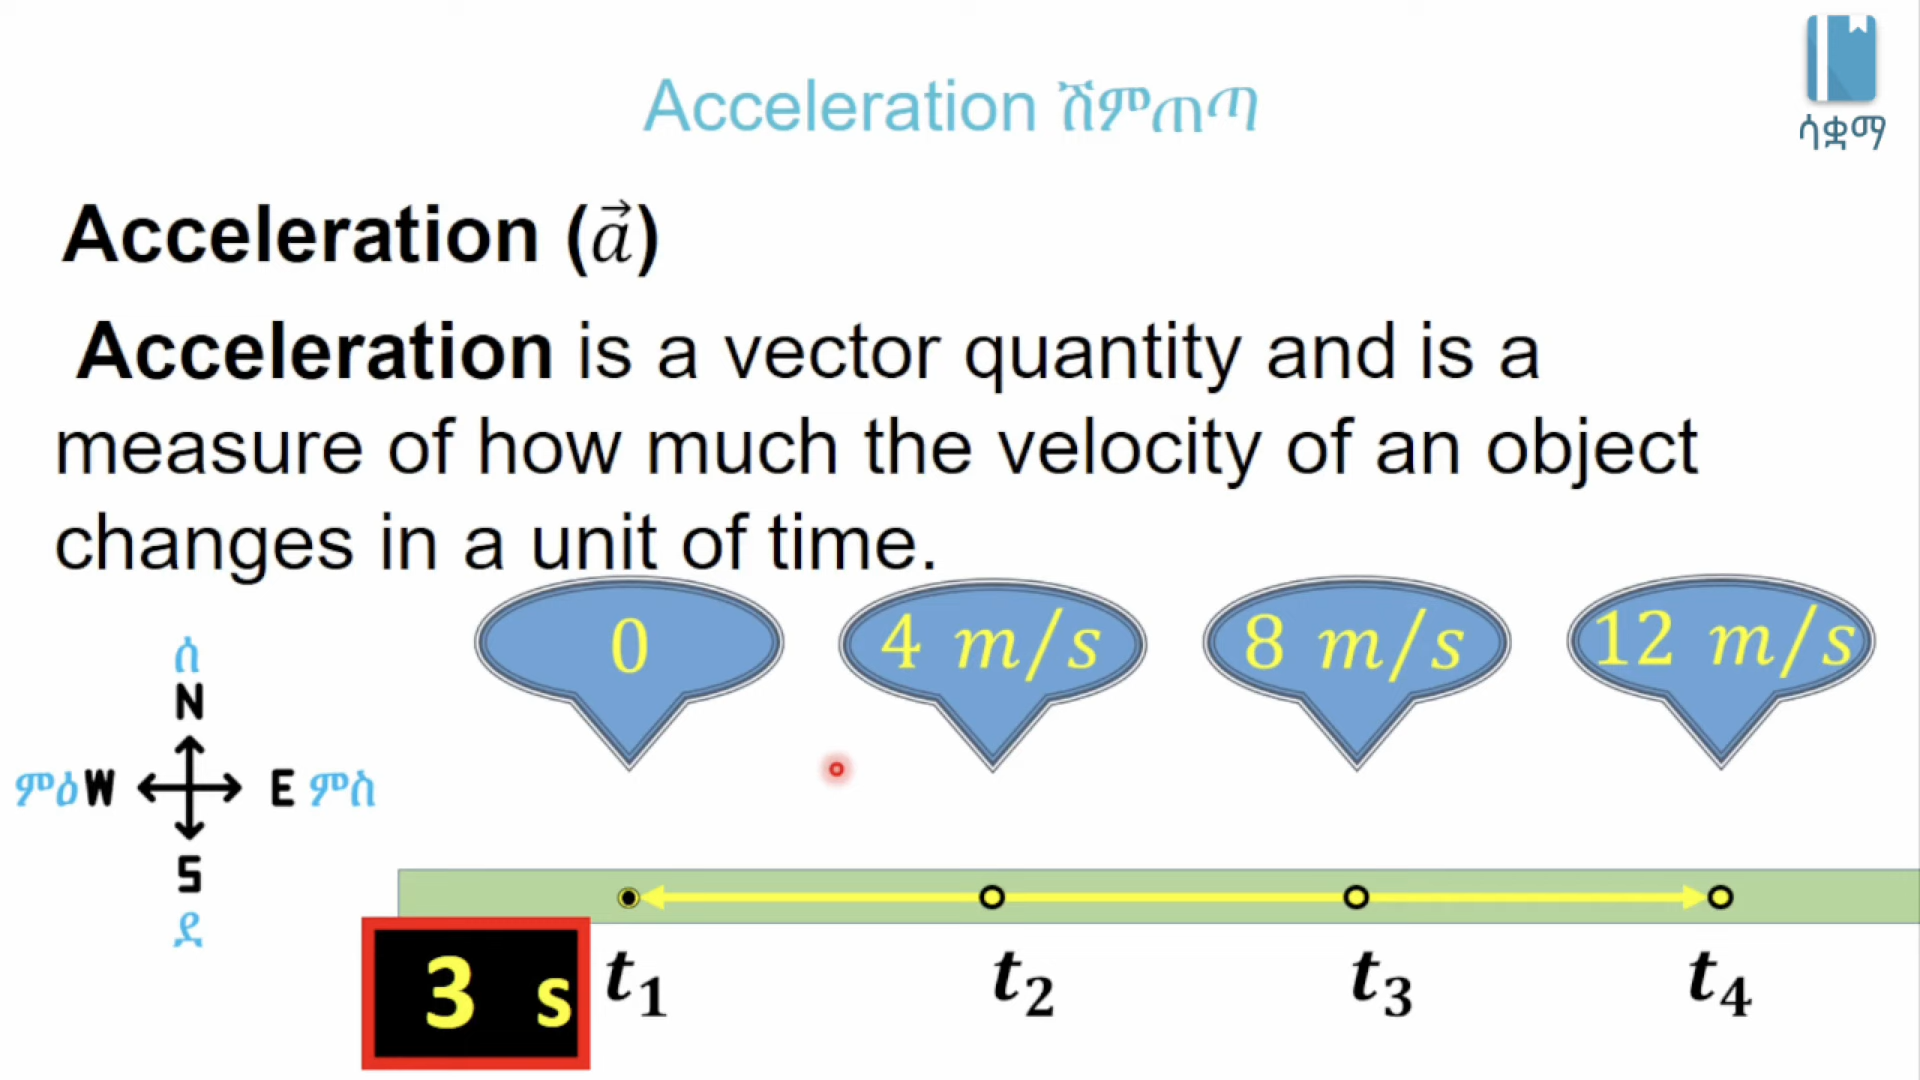 Acceleration ሽምጠጣ
ሳቋማ
Acceleration (a⃗)
Acceleration is a vector quantity and is a
measure of how much the velocity of an object
changes in a unit of time.
0
4 m/s
8 m/s
12 m/s
ሰ
N
ምዕ W
E ምስ
S
ደ
3 s
t₁
t₂
t₃
t₄